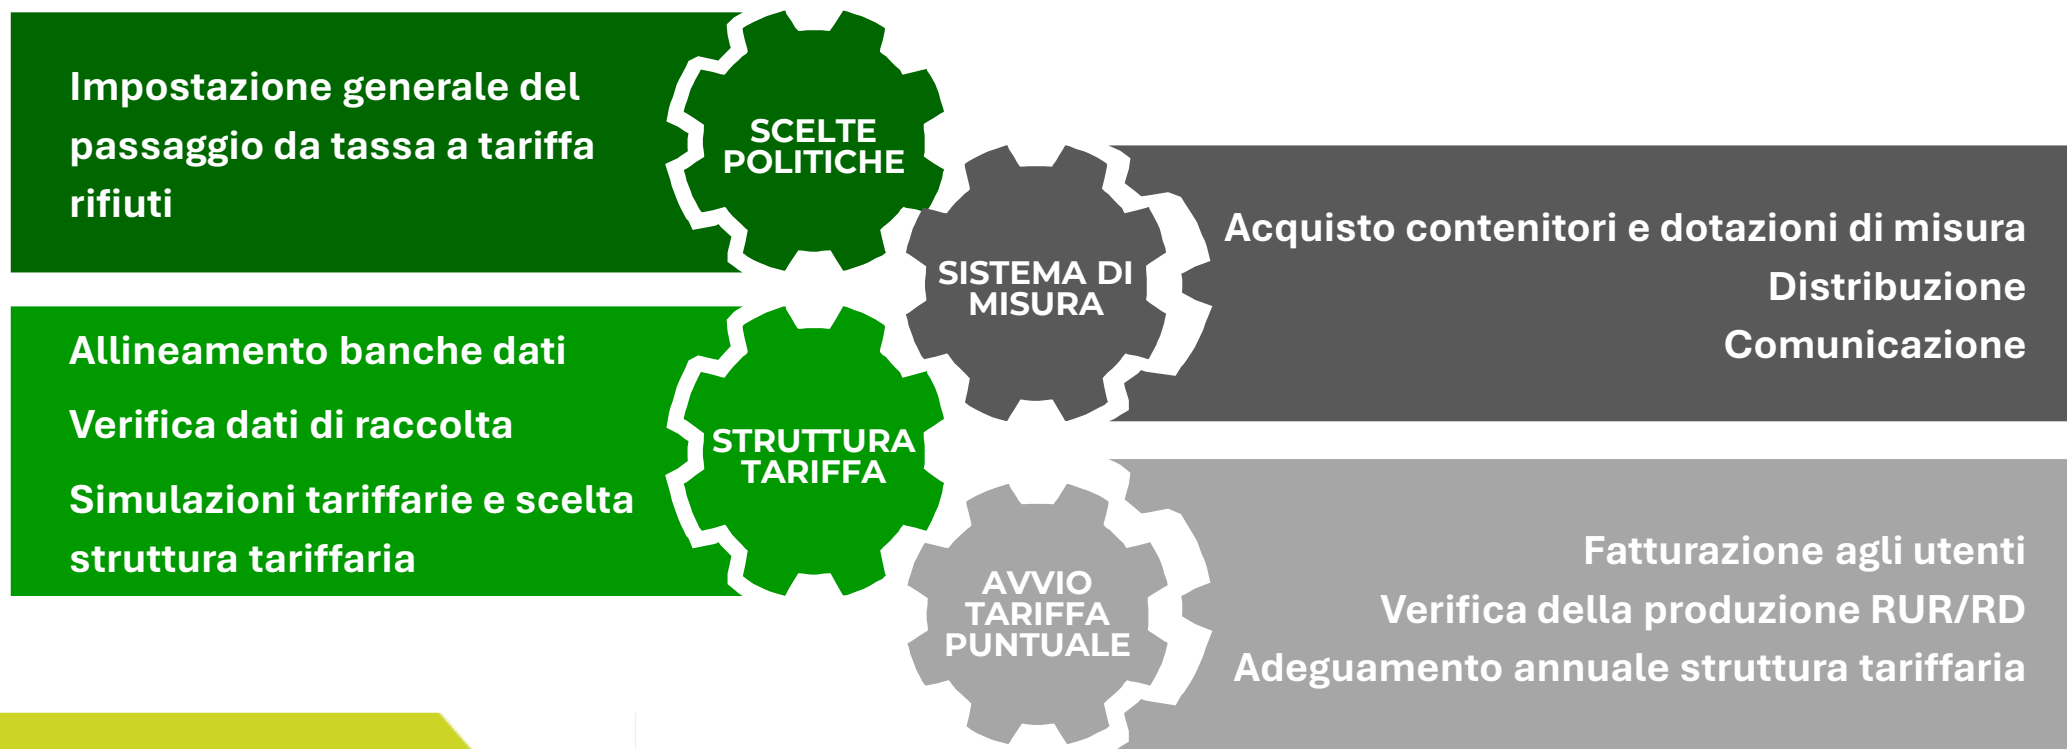 Impostazione generale del
passaggio da tassa a tariffa
rifiuti
SCELTE
POLITICHE
SISTEMA DI
MISURA
Acquisto contenitori e dotazioni di misura
Distribuzione
Comunicazione
Allineamento banche dati
Verifica dati di raccolta
Simulazioni tariffarie e scelta
struttura tariffaria
STRUTTURA
TARIFFA
AVVIO
TARIFFA
PUNTUALE
Fatturazione agli utenti
Verifica della produzione RUR/RD
Adeguamento annuale struttura tariffaria